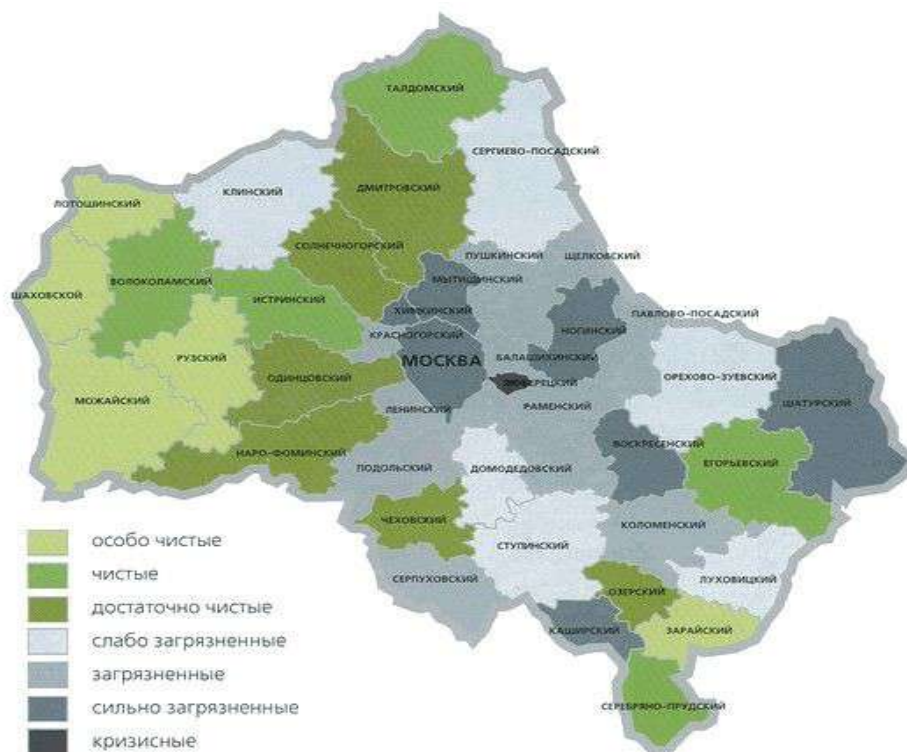 ТАЛДОМСКИЙ
СЕРГИЕВО-ПОСАДСКИЙ
КЛИНСКИЙ
ДМИТРОВСКИЙ
ЛОТОШИНСКИЙ
СОЛНЕЧНОГОРСКИЙ
ПУШКИНСКИЙ
ЩЕЛКОВСКИЙ
МЫТИЩИНСКИЙ
ВОЛОКОЛАМСКИЙ
ШАХОВСКОЙ
ИСТРИНСКИЙ
ХИМКИНСКИЙ
ПАВЛОВО-ПОСАДСКИЙ
НОГИНСКИЙ
КРАСНОГОРСКИЙ
РУЗСКИЙ
МОСКВА
БАЛАШИХИНСКИЙ
ОДИНЦОВСКИЙ
ЛЮБЕРЕЦКИЙ
ОРЕХОВО-ЗУЕВСКИЙ
МОЖАЙСКИЙ
ЛЕНИНСКИЙ
РАМЕНСКИЙ
ШАТУРСКИЙ
ВОСКРЕСЕНСКИЙ
НАРО-ФОМИНСКИЙ
ПОДОЛЬСКИЙ
ДОМОДЕДОВСКИЙ
ЕГОРЬЕВСКИЙ
ЧЕХОВСКИЙ
КОЛОМЕНСКИЙ
СТУПИНСКИЙ
СЕРПУХОВСКИЙ
ЛУХОВИЦКИЙ
ОЗЕРСКИЙ
КАШИРСКИЙ
ЗАРАЙСКИЙ
СЕРЕБРЯНО-ПРУДСКИЙ
особо чистые
чистые
достаточно чистые
слабо загрязненные
загрязненные
сильно загрязненные
кризисные